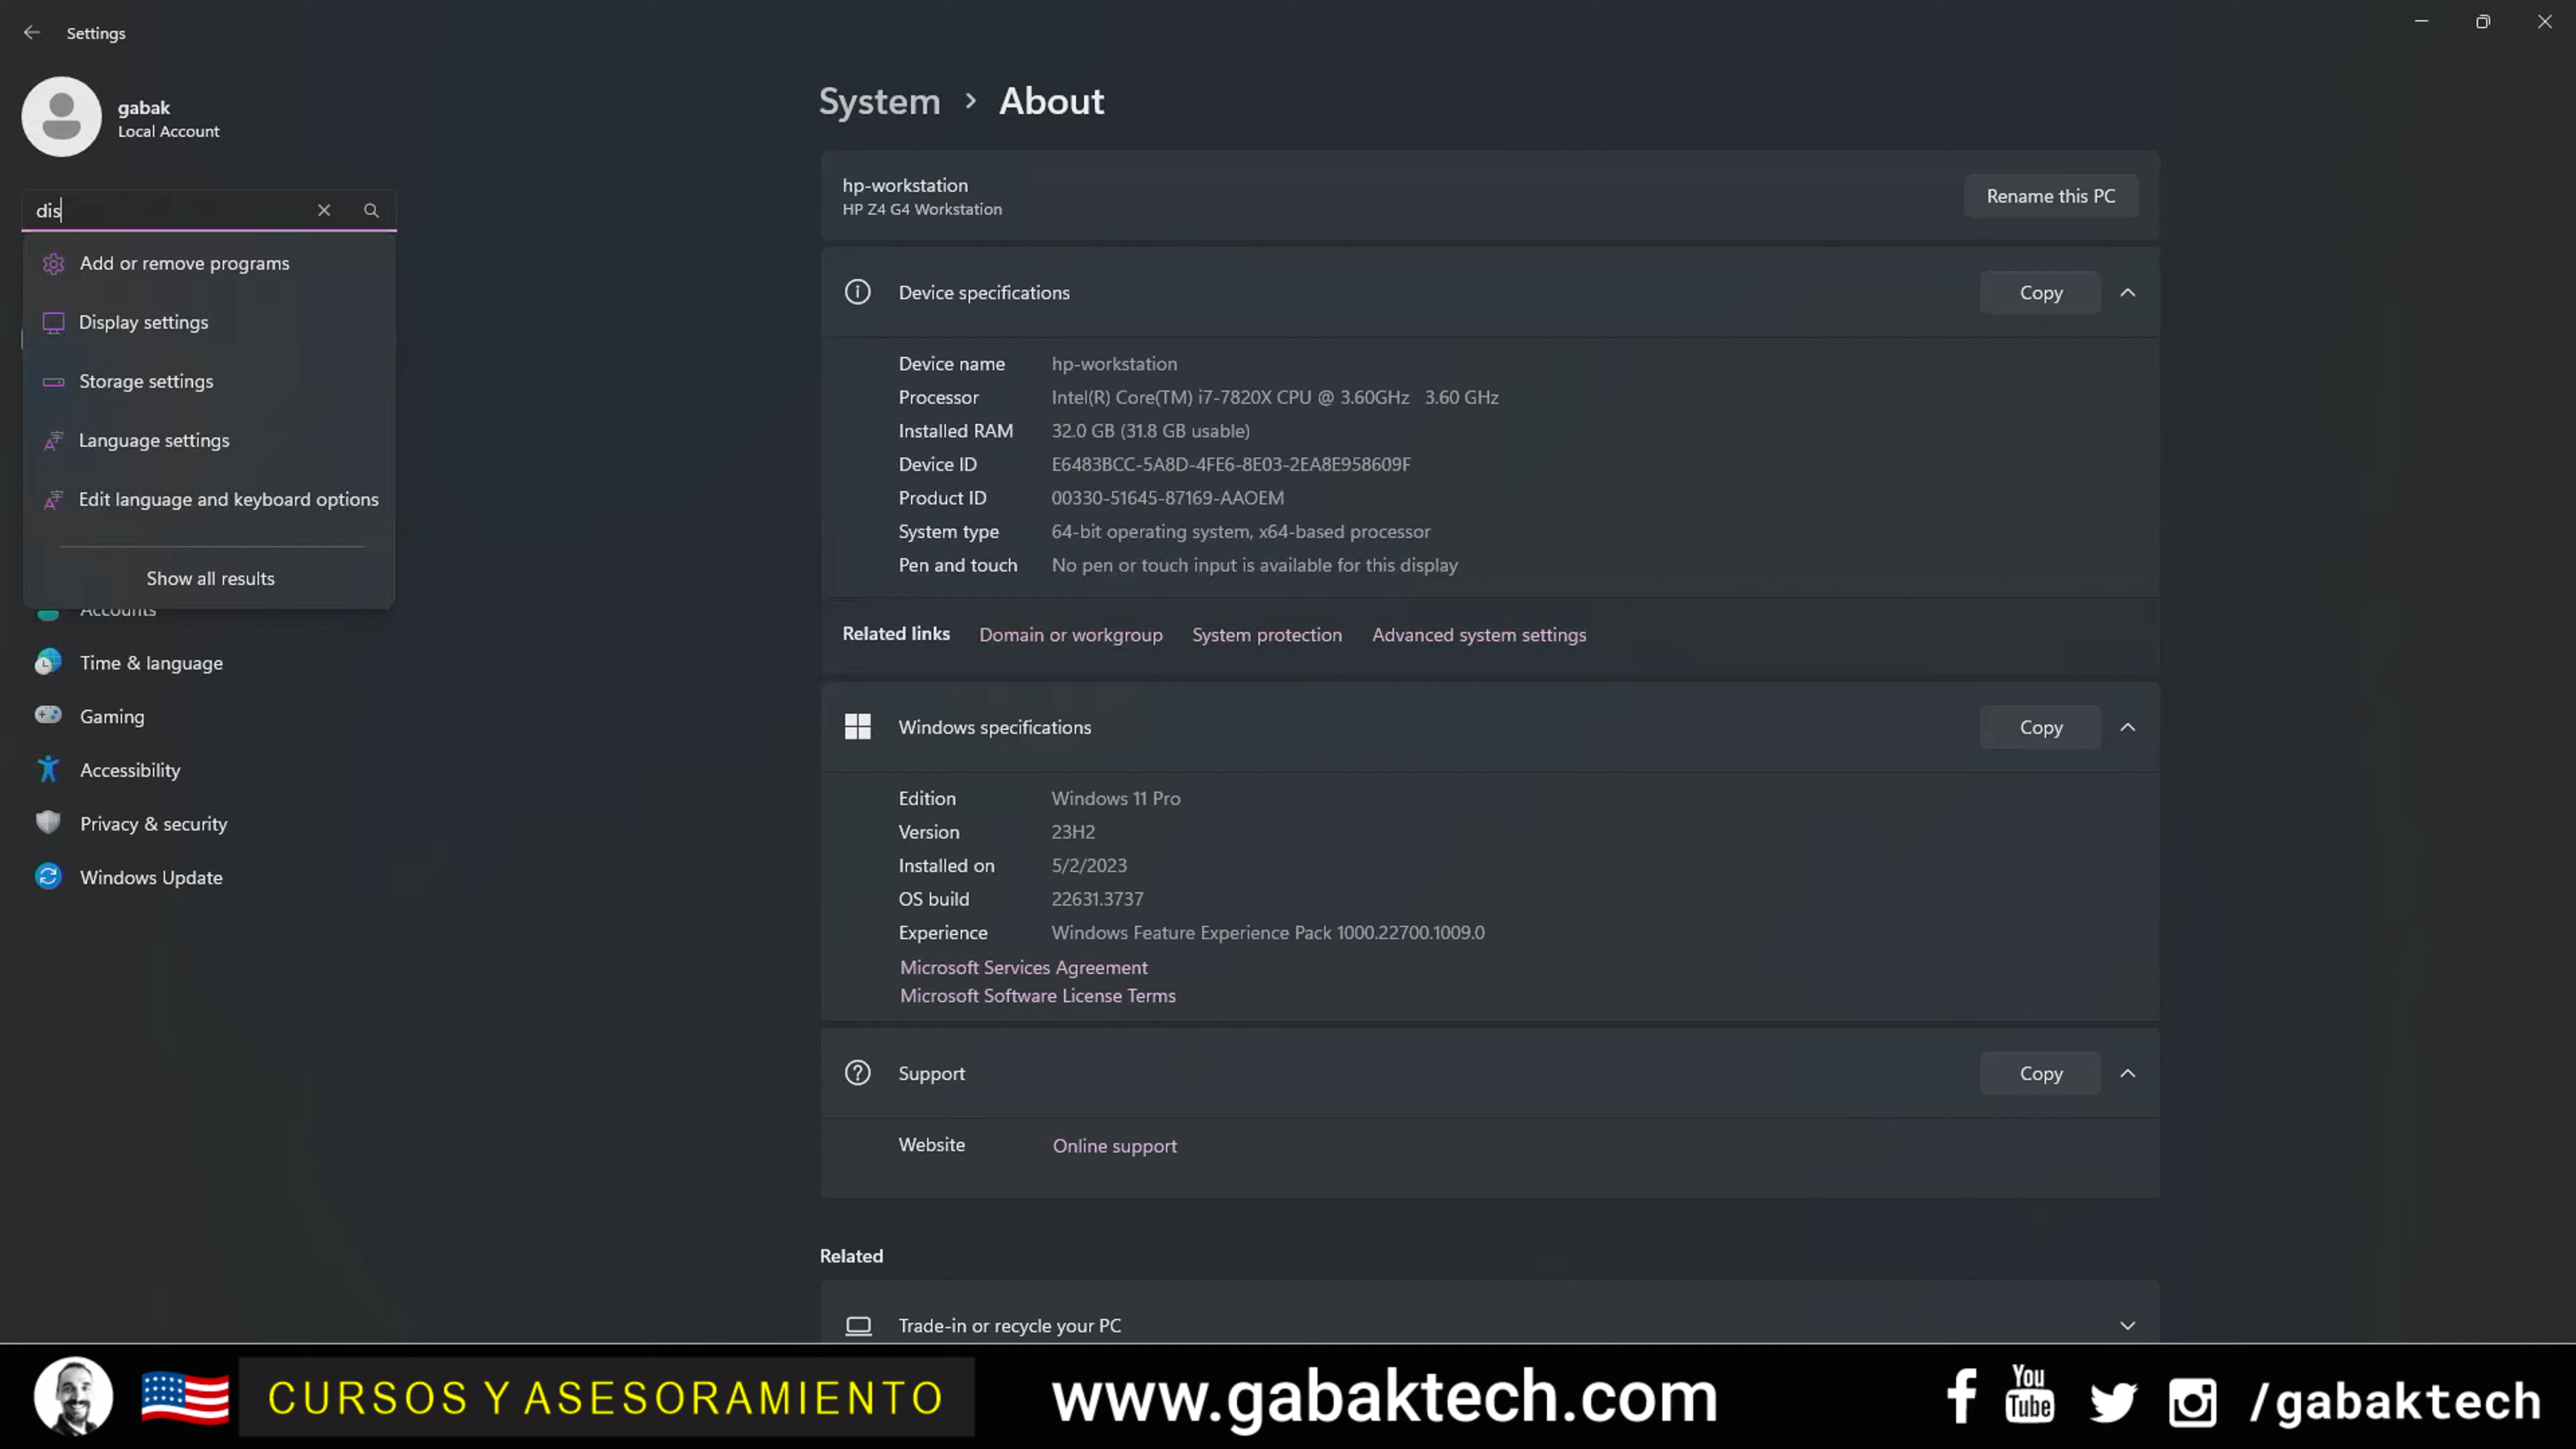 Settings
gabak
Local Account
dis
Add or remove programs
Display settings
Storage settings
Language settings
Edit language and keyboard options
Show all results
Accounts
Time & language
Gaming
Accessibility
Privacy & security
Windows Update
System > About
hp-workstation
HP Z4 G4 Workstation
Rename this PC
Device specifications
Copy
Device name hp-workstation
Processor Intel(R) Core(TM) i7-7820X CPU @ 3.60GHz 3.60 GHz
Installed RAM 32.0 GB (31.8 GB usable)
Device ID E6483BCC-5A8D-4FE6-8E03-2EA8E958609F
Product ID 00330-51645-87169-AAOEM
System type 64-bit operating system, x64-based processor
Pen and touch No pen or touch input is available for this display
Related links Domain or workgroup System protection Advanced system settings
Windows specifications
Copy
Edition Windows 11 Pro
Version 23H2
Installed on 5/2/2023
OS build 22631.3737
Experience Windows Feature Experience Pack 1000.22700.1009.0
Microsoft Services Agreement
Microsoft Software License Terms
Support
Copy
Website Online support
Related
Trade-in or recycle your PC
CURSOS Y ASESORAMIENTO
www.gabaktech.com
You
Tube
/gabaktech